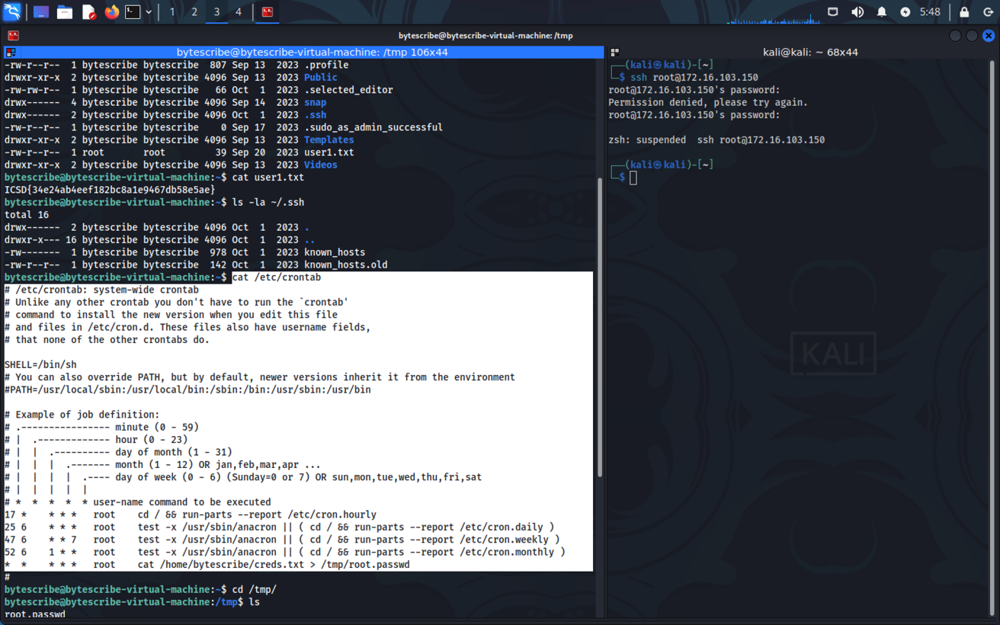 1 2 3 4 5:48
bytescribe@bytescribe-virtual-machine: /tmp
bytescribe@bytescribe-virtual-machine: /tmp 106x44
-rw-r--r--  1 bytescribe bytescribe  807 Sep 13  2023 .profile
drwxr-xr-x  2 bytescribe bytescribe 4096 Sep 13  2023 Public
-rw-rw-r--  1 bytescribe bytescribe   66 Oct  1  2023 .selected_editor
drwx------  4 bytescribe bytescribe 4096 Sep 14  2023 snap
drwx------  2 bytescribe bytescribe 4096 Oct  1  2023 .ssh
-rw-r--r--  1 bytescribe bytescribe    0 Sep 17  2023 .sudo_as_admin_successful
drwxr-xr-x  2 bytescribe bytescribe 4096 Sep 13  2023 Templates
-rw-r--r--  1 root       root         39 Sep 20  2023 user1.txt
drwxr-xr-x  2 bytescribe bytescribe 4096 Sep 13  2023 Videos
bytescribe@bytescribe-virtual-machine:~$ cat user1.txt
ICSD{34e24ab4eef182bc8a1e9467db58e5ae}
bytescribe@bytescribe-virtual-machine:~$ ls -la ~/.ssh
total 16
drwx------  2 bytescribe bytescribe 4096 Oct  1  2023 .
drwxr-x--- 16 bytescribe bytescribe 4096 Oct  1  2023 ..
-rw-------  1 bytescribe bytescribe  978 Oct  1  2023 known_hosts
-rw-r--r--  1 bytescribe bytescribe  142 Oct  1  2023 known_hosts.old
bytescribe@bytescribe-virtual-machine:~$ cat /etc/crontab
# /etc/crontab: system-wide crontab
# Unlike any other crontab you don't have to run the `crontab'
# command to install the new version when you edit this file
# and files in /etc/cron.d. These files also have username fields,
# that none of the other crontabs do.
SHELL=/bin/sh
# You can also override PATH, but by default, newer versions inherit it from the environment
#PATH=/usr/local/sbin:/usr/local/bin:/sbin:/bin:/usr/sbin:/usr/bin
# Example of job definition:
# .---------------- minute (0 - 59)
# |  .------------- hour (0 - 23)
# |  |  .---------- day of month (1 - 31)
# |  |  |  .------- month (1 - 12) OR jan,feb,mar,apr ...
# |  |  |  |  .---- day of week (0 - 6) (Sunday=0 or 7) OR sun,mon,tue,wed,thu,fri,sat
# |  |  |  |  |
# *  *  *  *  * user-name command to be executed
17 *    * * *   root    cd / && run-parts --report /etc/cron.hourly
25 6    * * *   root    test -x /usr/sbin/anacron || ( cd / && run-parts --report /etc/cron.daily )
47 6    * * 7   root    test -x /usr/sbin/anacron || ( cd / && run-parts --report /etc/cron.weekly )
52 6    1 * *   root    test -x /usr/sbin/anacron || ( cd / && run-parts --report /etc/cron.monthly )
*  *    * * *   root    cat /home/bytescribe/creds.txt > /tmp/root.passwd
#
bytescribe@bytescribe-virtual-machine:~$ cd /tmp/
bytescribe@bytescribe-virtual-machine:/tmp$ ls
root.passwd
kali@kali: ~ 68x44
┌──(kali㉿kali)-[~]
└─$ ssh root@172.16.103.150
root@172.16.103.150's password:
Permission denied, please try again.
root@172.16.103.150's password:
zsh: suspended  ssh root@172.16.103.150
┌──(kali㉿kali)-[~]
└─$
KALI